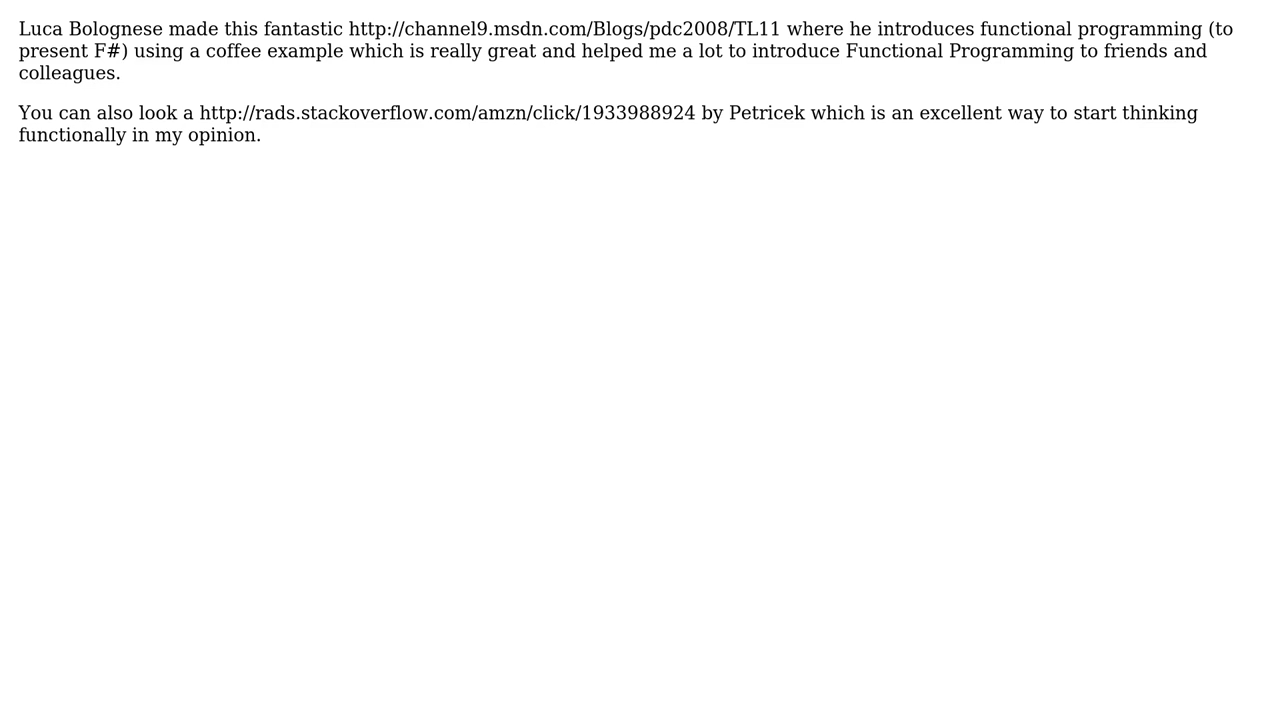 Luca Bolognese made this fantastic http://channel9.msdn.com/Blogs/pdc2008/TL11 where he introduces functional programming (to
present F#) using a coffee example which is really great and helped me a lot to introduce Functional Programming to friends and
colleagues.
You can also look a http://rads.stackoverflow.com/amzn/click/1933988924 by Petricek which is an excellent way to start thinking
functionally in my opinion.